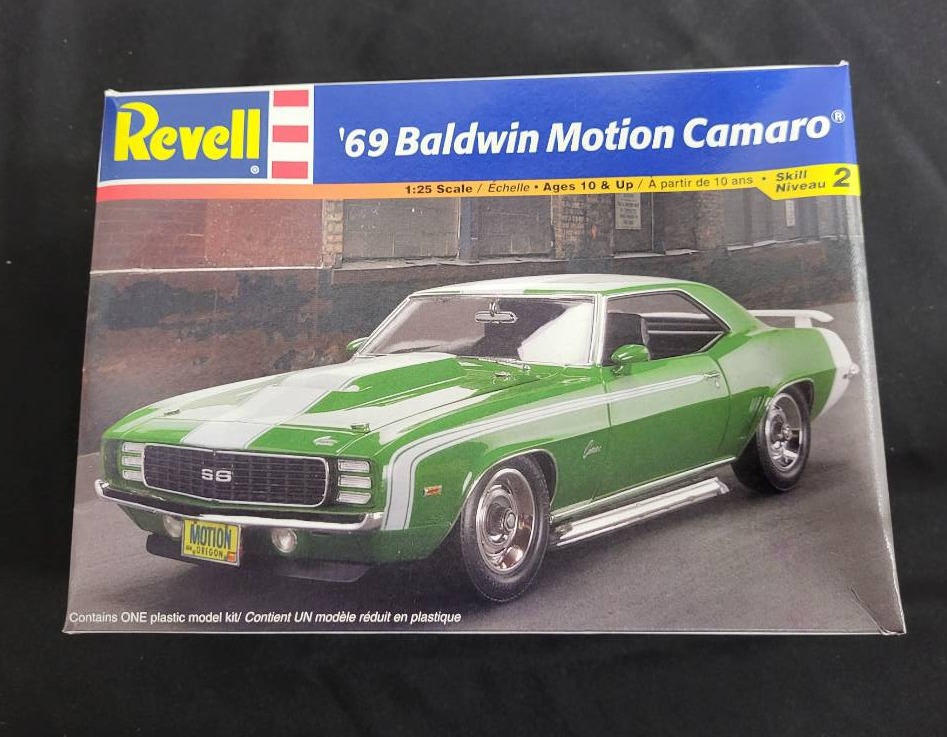 Revell®
'69 Baldwin Motion Camaro®
1:25 Scale / Échelle • Ages 10 & Up / À partir de 10 ans • Skill Niveau 2
SS
Camaro
MOTION
OREGON
Contains ONE plastic model kit/ Contient UN modèle réduit en plastique